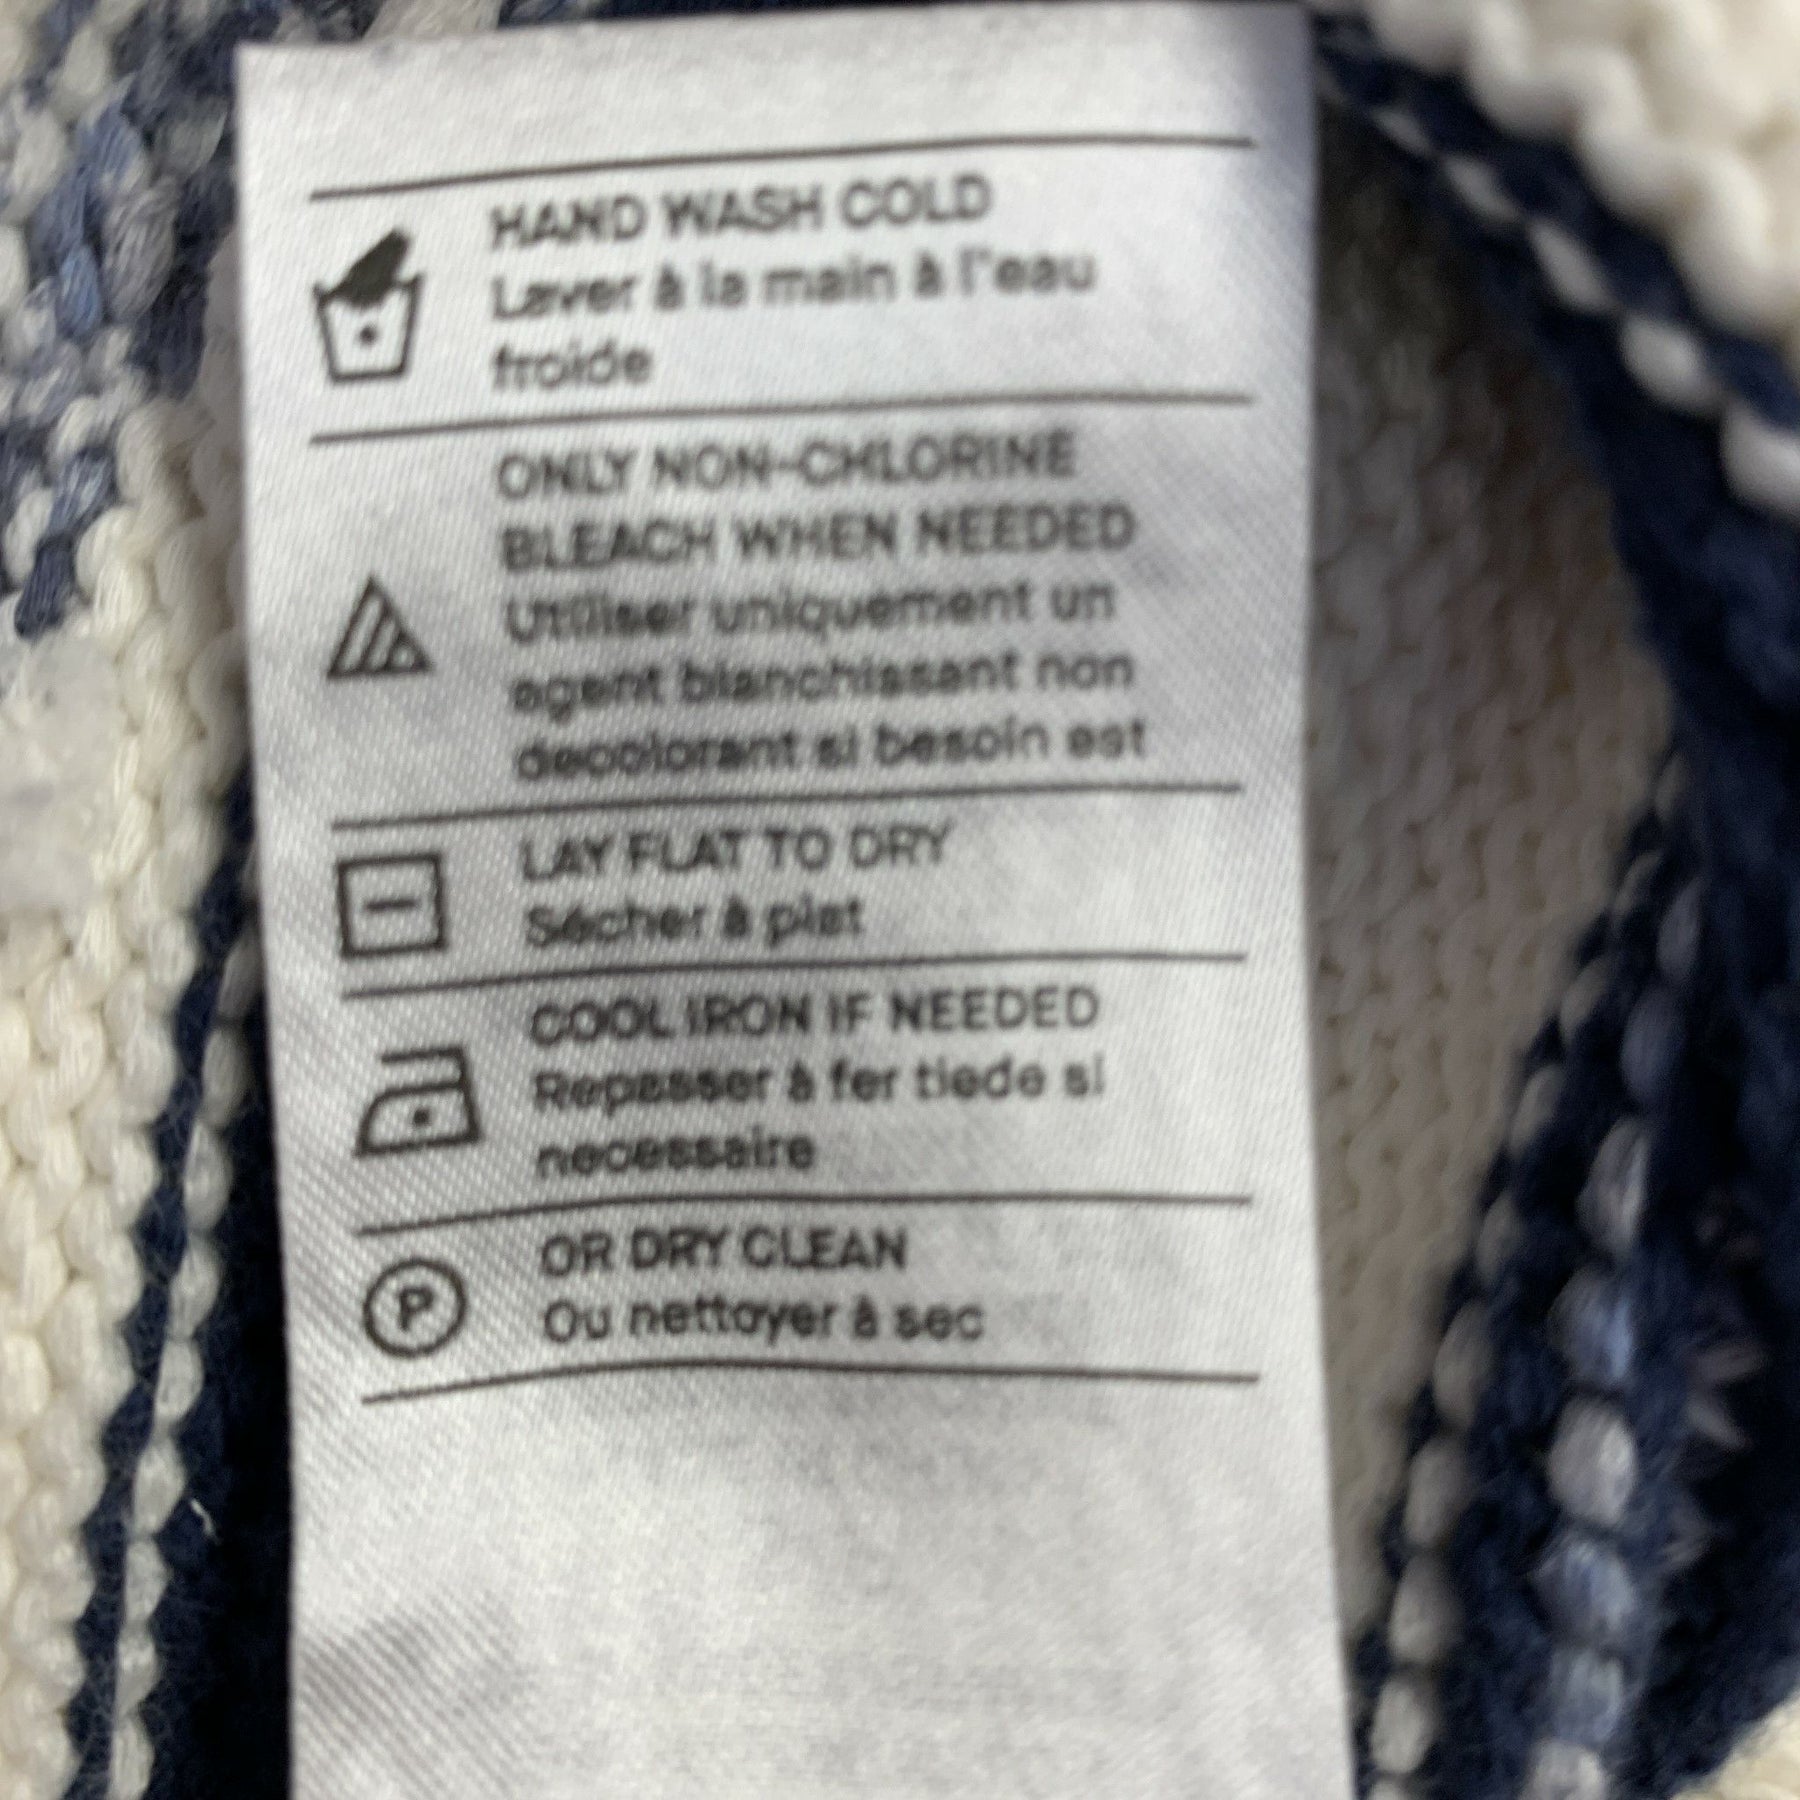 HAND WASH COLD
Laver à la main à l'eau
froide
ONLY NON-CHLORINE
BLEACH WHEN NEEDED
Utiliser uniquement un
agent blanchissant non
decolorant si besoin est
LAY FLAT TO DRY
Sécher à plat
COOL IRON IF NEEDED
Repasser à fer tiede si
necessaire
P
OR DRY CLEAN
Ou nettoyer à sec